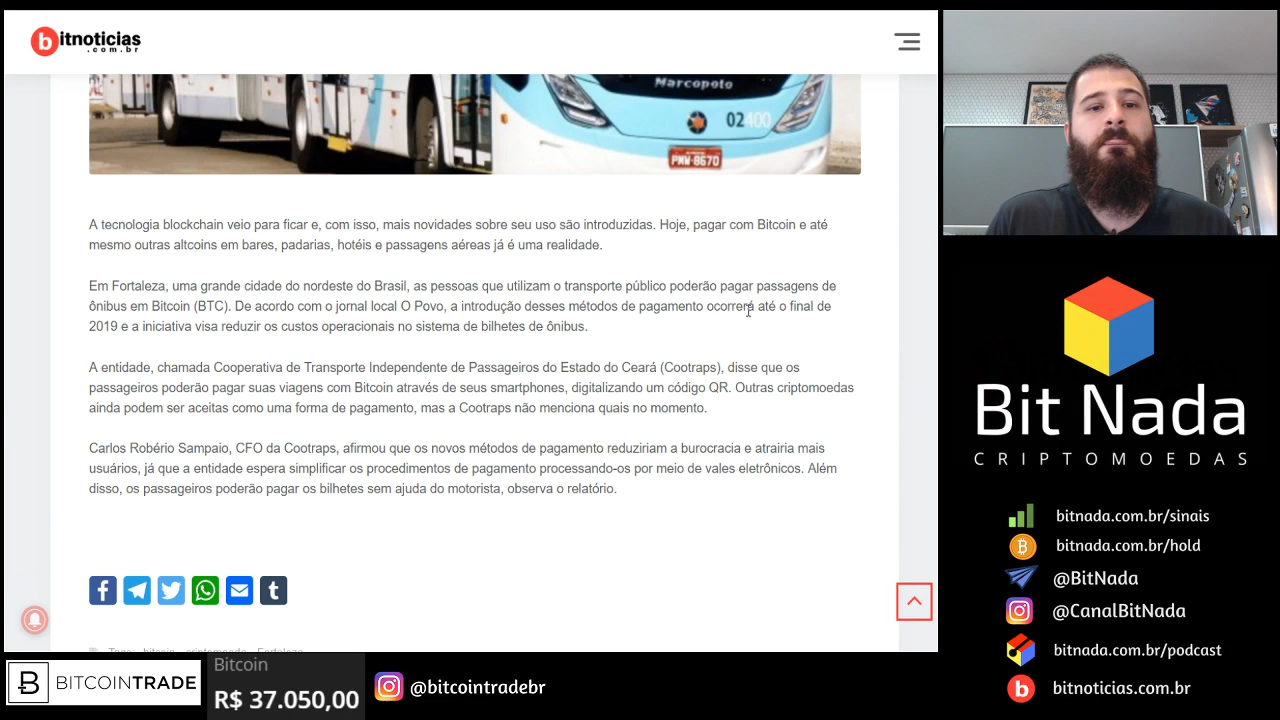 bitnoticias
.com.br
Marcopolo
02400
PMW-8670
A tecnologia blockchain veio para ficar e, com isso, mais novidades sobre seu uso são introduzidas. Hoje, pagar com Bitcoin e até
mesmo outras altcoins em bares, padarias, hotéis e passagens aéreas já é uma realidade.
Em Fortaleza, uma grande cidade do nordeste do Brasil, as pessoas que utilizam o transporte público poderão pagar passagens de
ônibus em Bitcoin (BTC). De acordo com o jornal local O Povo, a introdução desses métodos de pagamento ocorrerá até o final de
2019 e a iniciativa visa reduzir os custos operacionais no sistema de bilhetes de ônibus.
A entidade, chamada Cooperativa de Transporte Independente de Passageiros do Estado do Ceará (Cootraps), disse que os
passageiros poderão pagar suas viagens com Bitcoin através de seus smartphones, digitalizando um código QR. Outras criptomoedas
ainda podem ser aceitas como uma forma de pagamento, mas a Cootraps não menciona quais no momento.
Carlos Robério Sampaio, CFO da Cootraps, afirmou que os novos métodos de pagamento reduziriam a burocracia e atrairia mais
usuários, já que a entidade espera simplificar os procedimentos de pagamento processando-os por meio de vales eletrônicos. Além
disso, os passageiros poderão pagar os bilhetes sem ajuda do motorista, observa o relatório.
Bit Nada
CRIPTOMOEDAS
bitnada.com.br/sinais
bitnada.com.br/hold
@BitNada
@CanalBitNada
bitnada.com.br/podcast
bitnoticias.com.br
BITCOINTRADE
Bitcoin
R$ 37.050,00
@bitcointradebr